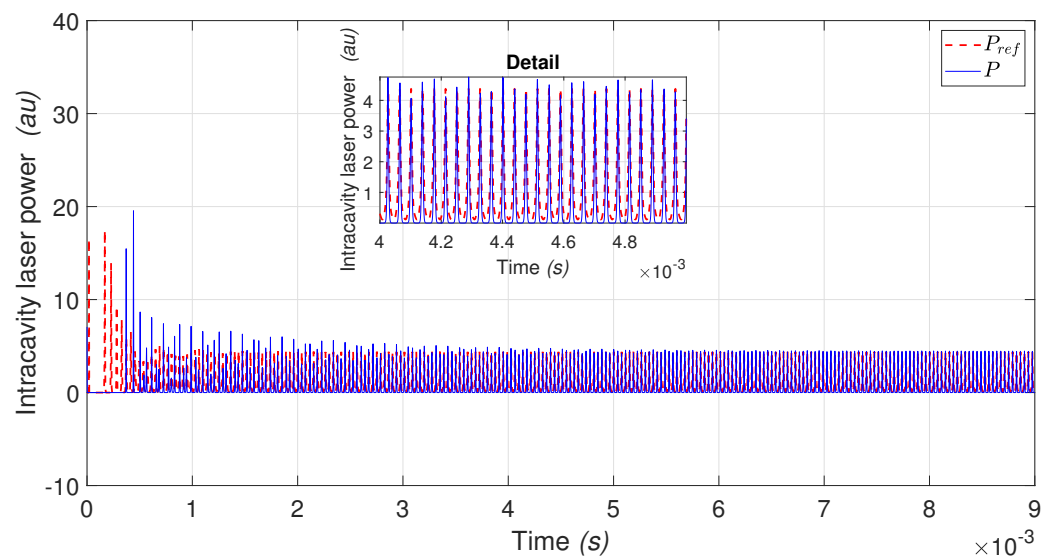 Intracavity laser power (au)
40
30
20
10
0
-10
0 1 2 3 4 5 6 7 8 9
Time (s)
×10-3
P_ref
P
Detail
Intracavity laser power (au)
4
3
2
1
4 4.2 4.4 4.6 4.8
Time (s)
×10-3